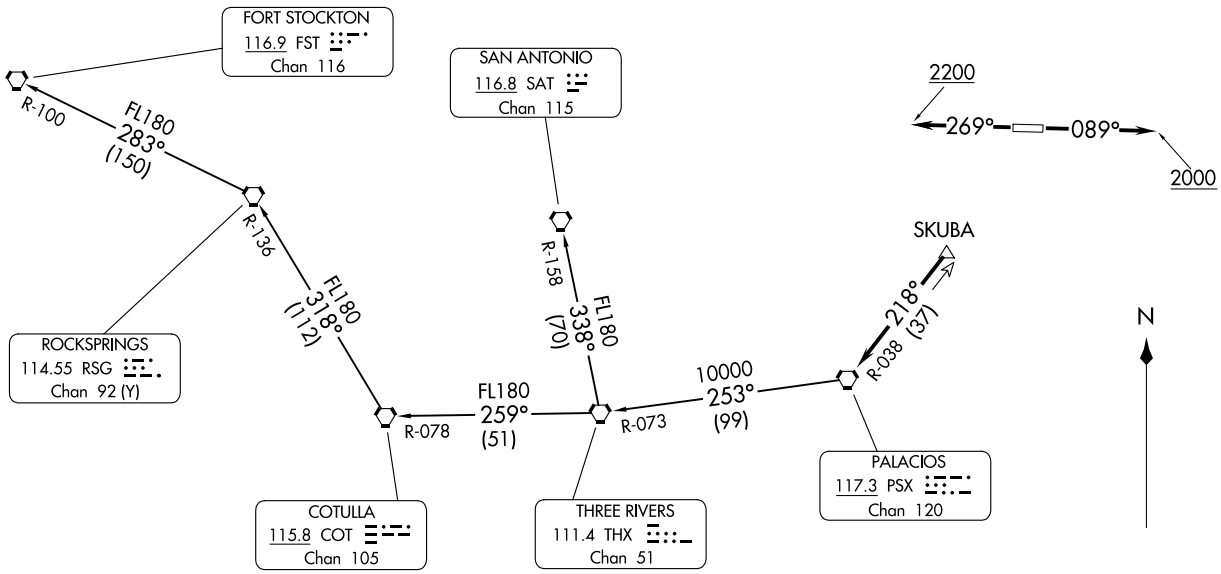 FORT STOCKTON
116.9 FST
Chan 116
SAN ANTONIO
116.8 SAT
Chan 115
2200
269°
089°
2000
R-100
FL180
283°
(150)
R-136
SKUBA
218°
(37)
R-038
R-158
FL180
338°
(70)
FL180
318°
(112)
ROCKSPRINGS
114.55 RSG
Chan 92 (Y)
N
10000
253°
(99)
R-073
FL180
259°
(51)
R-078
PALACIOS
117.3 PSX
Chan 120
COTULLA
115.8 COT
Chan 105
THREE RIVERS
111.4 THX
Chan 51